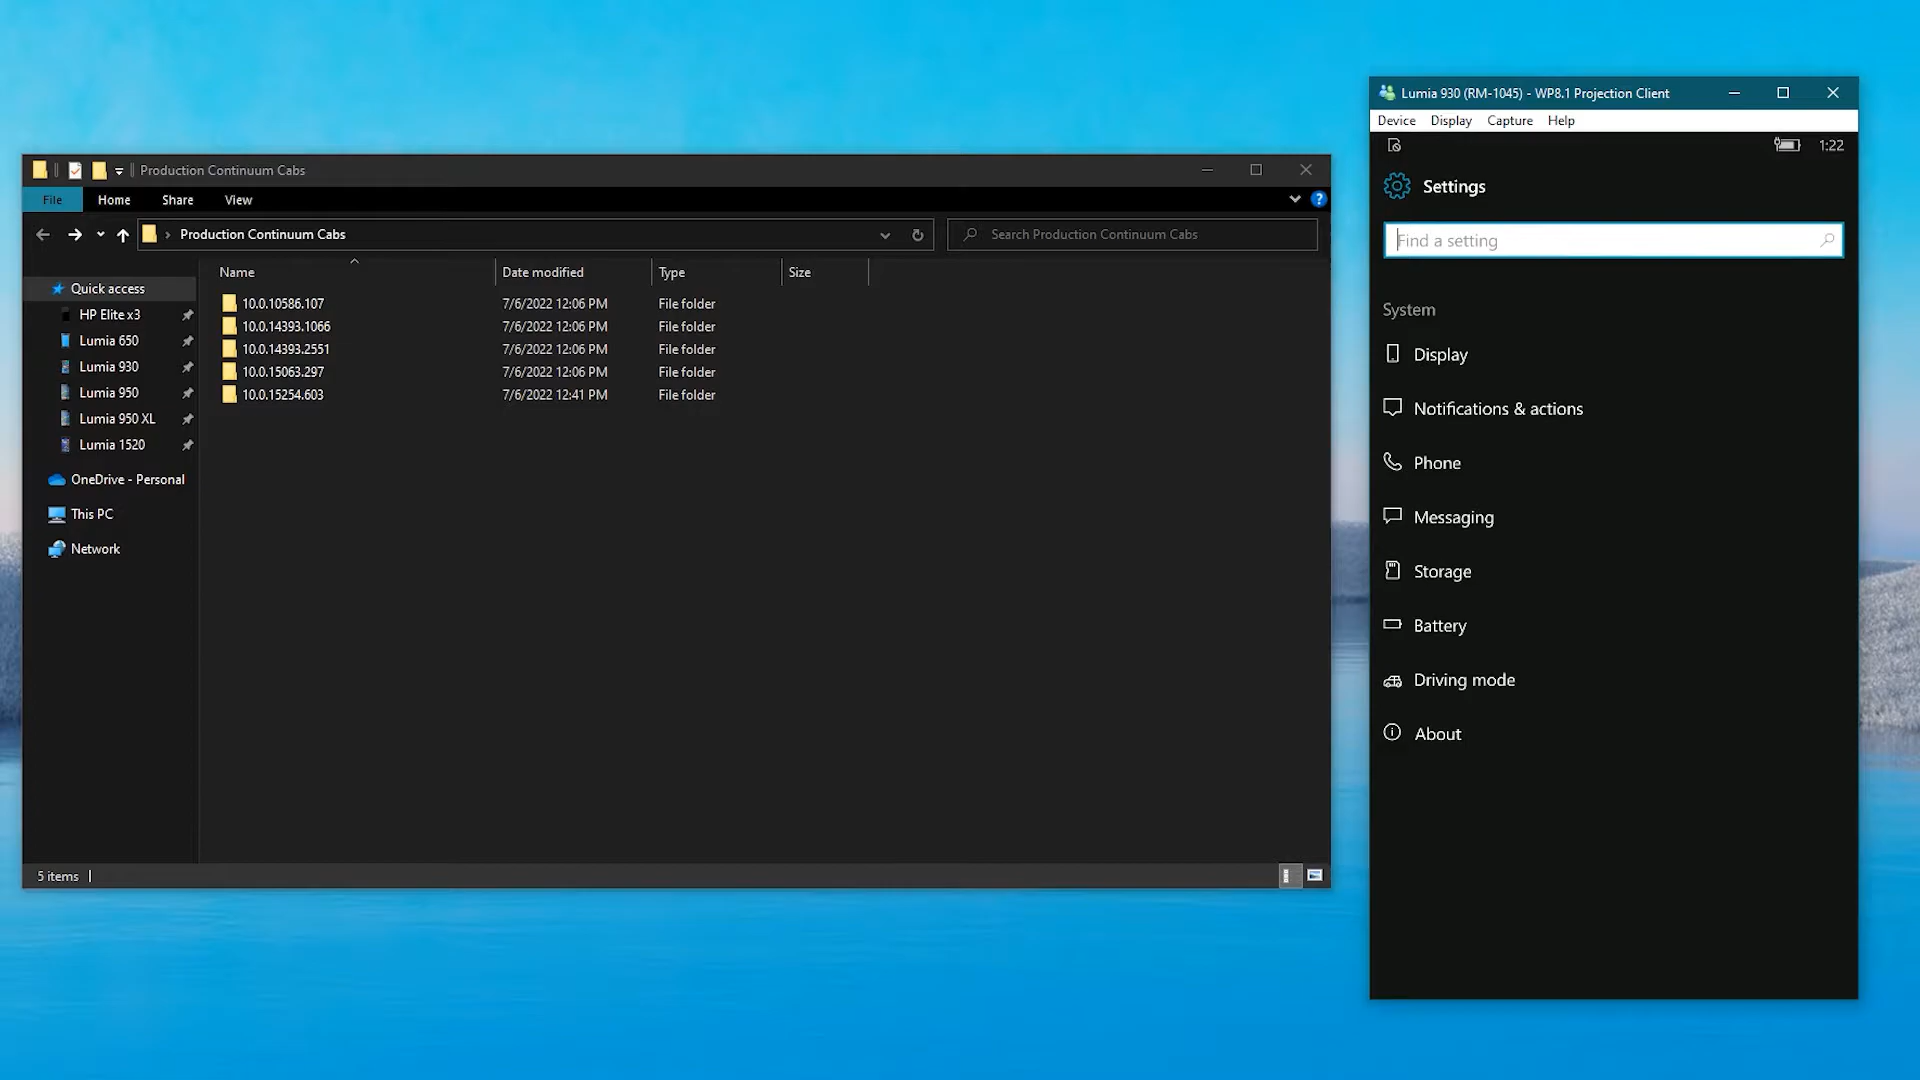 Production Continuum Cabs
File Home Share View
Production Continuum Cabs
Search Production Continuum Cabs
Name Date modified Type Size
Quick access
HP Elite x3
Lumia 650
Lumia 930
Lumia 950
Lumia 950 XL
Lumia 1520
OneDrive - Personal
This PC
Network
10.0.10586.107 7/6/2022 12:06 PM File folder
10.0.14393.1066 7/6/2022 12:06 PM File folder
10.0.14393.2551 7/6/2022 12:06 PM File folder
10.0.15063.297 7/6/2022 12:06 PM File folder
10.0.15254.603 7/6/2022 12:41 PM File folder
5 items
Lumia 930 (RM-1045) - WP8.1 Projection Client
Device Display Capture Help
1:22
Settings
Find a setting
System
Display
Notifications & actions
Phone
Messaging
Storage
Battery
Driving mode
About